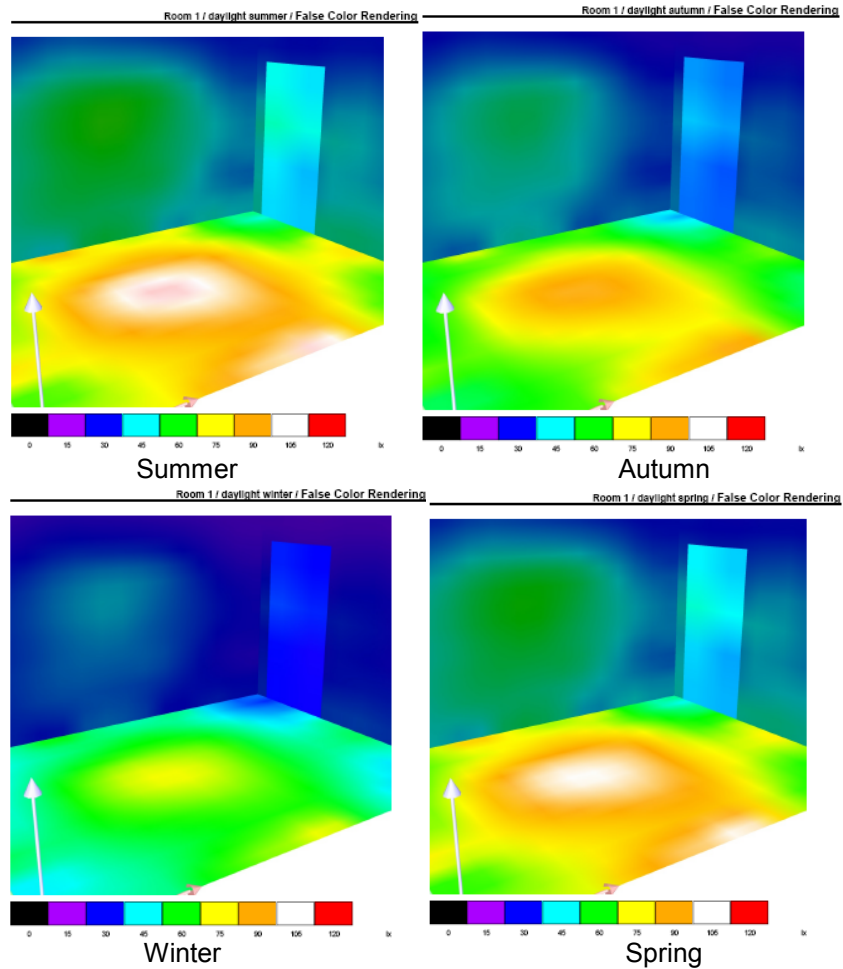 Room 1 / daylight summer / False Color Rendering
0 15 30 45 60 75 90 105 120 lx
Summer
Room 1 / daylight autumn / False Color Rendering
0 15 30 45 60 75 90 105 120 lx
Autumn
Room 1 / daylight winter / False Color Rendering
0 15 30 45 60 75 90 105 120 lx
Winter
Room 1 / daylight spring / False Color Rendering
0 15 30 45 60 75 90 105 120 lx
Spring